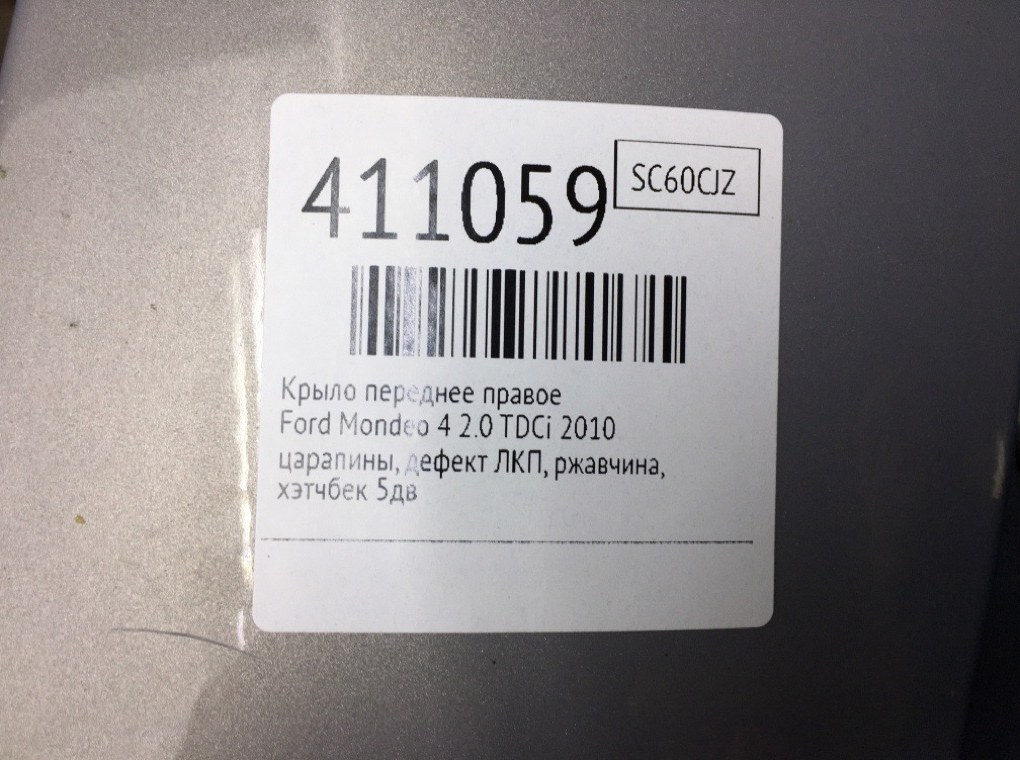 411059
SC60CJZ
Крыло переднее правое
Ford Mondeo 4 2.0 TDCi 2010
царапины, дефект ЛКП, ржавчина,
хэтчбек 5дв